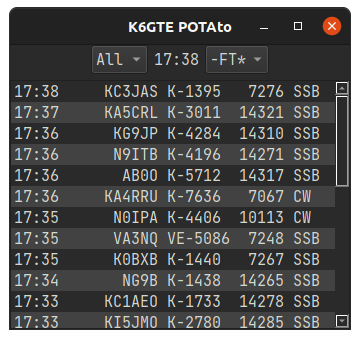 K6GTE POTAto
All 17:38 -FT*
17:38 KC3JAS K-1395 7276 SSB
17:37 KA5CRL K-3011 14321 SSB
17:36 KG9JP K-4284 14310 SSB
17:36 N9ITB K-4196 14271 SSB
17:36 AB0O K-5712 14317 SSB
17:36 KA4RRU K-7636 7067 CW
17:35 N0IPA K-4406 10113 CW
17:35 VA3NQ VE-5086 7248 SSB
17:35 K0BXB K-1440 7267 SSB
17:34 NG9B K-1438 14265 SSB
17:33 KC1AEO K-1733 14278 SSB
17:33 KI5JMO K-2780 14285 SSB